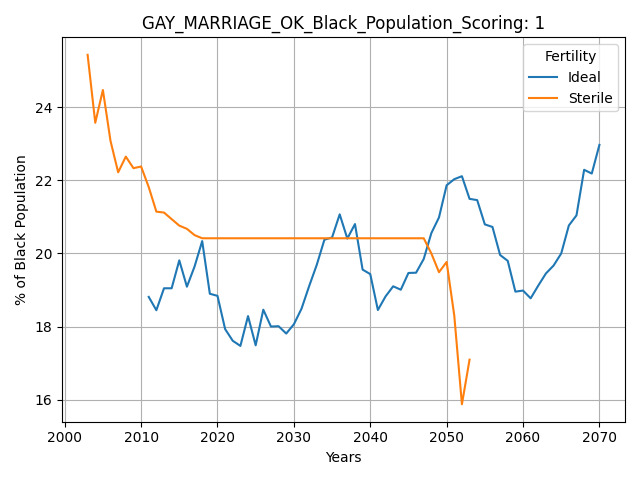 GAY_MARRIAGE_OK_Black_Population_Scoring: 1
Fertility
Ideal
Sterile
% of Black Population
24
22
20
18
16
2000 2010 2020 2030 2040 2050 2060 2070
Years